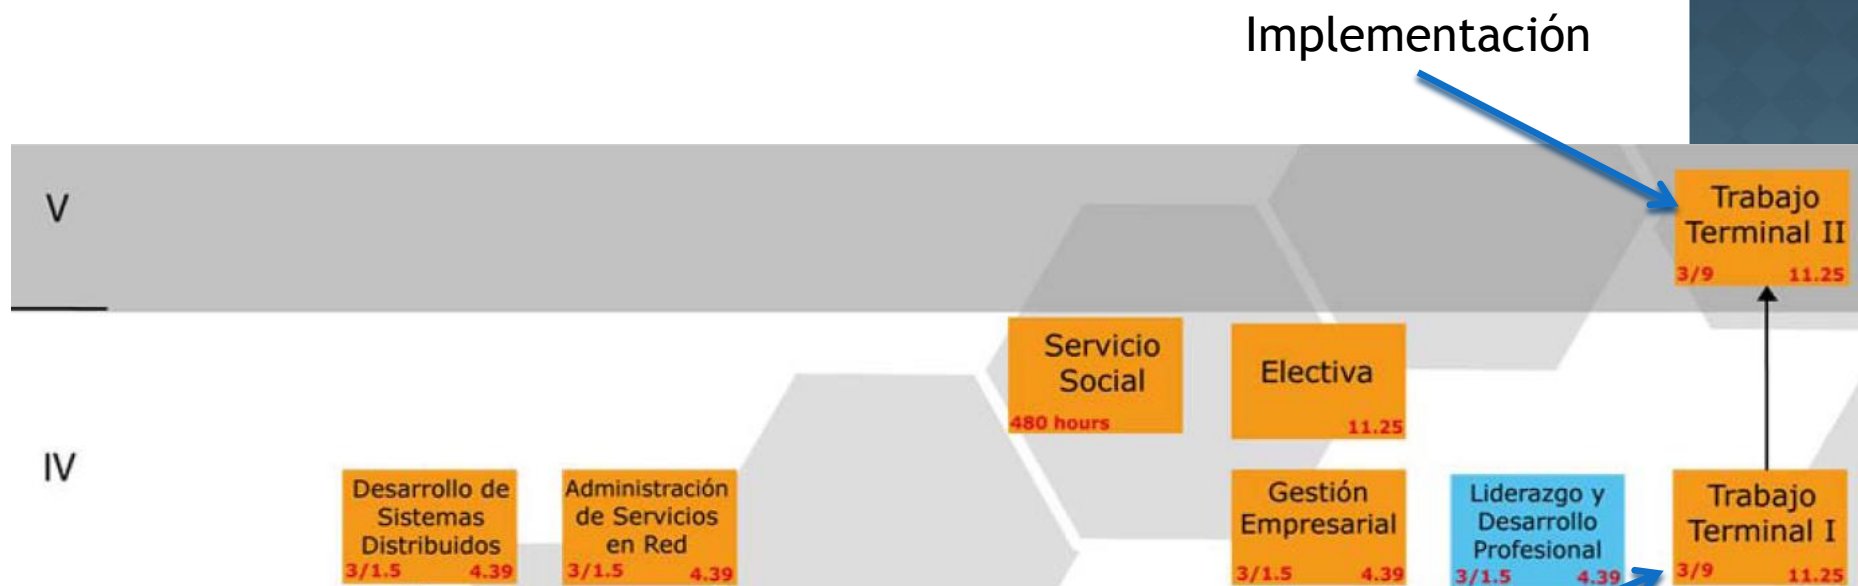 Implementación
V
Trabajo
Terminal II
3/9 11.25
Servicio
Social
480 hours
Electiva
11.25
IV
Desarrollo de
Sistemas
Distribuidos
3/1.5 4.39
Administración
de Servicios
en Red
3/1.5 4.39
Gestión
Empresarial
3/1.5 4.39
Liderazgo y
Desarrollo
Profesional
3/1.5 4.39
Trabajo
Terminal I
3/9 11.25